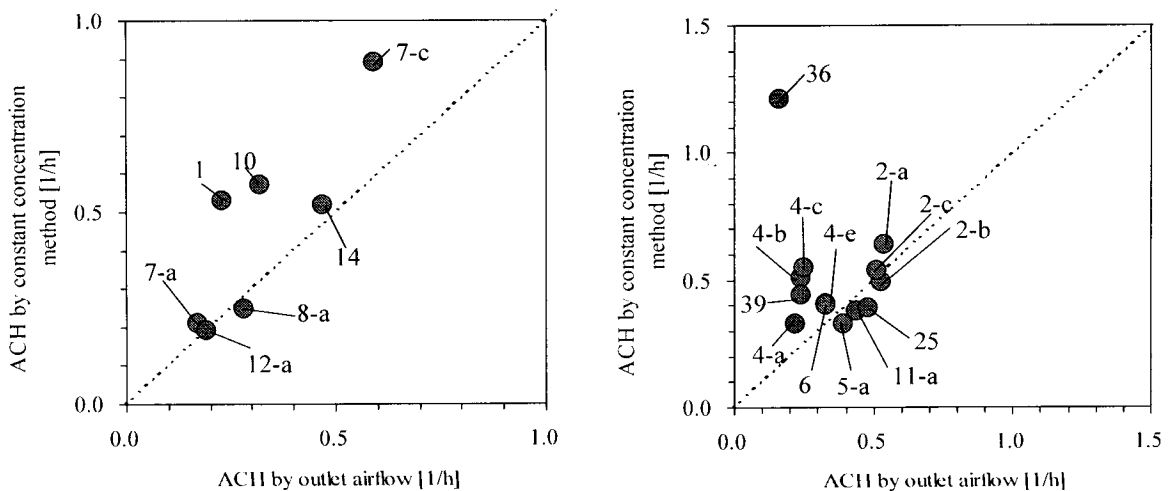 1.0
0.5
0.0
0.0
0.5
1.0
ACH by constant concentration
method [1/h]
ACH by outlet airflow [1/h]
7-c
1
10
14
7-a
8-a
12-a
1.5
1.0
0.5
0.0
0.0
0.5
1.0
1.5
ACH by constant concentration
method [1/h]
ACH by outlet airflow [1/h]
36
2-a
4-c
2-c
4-b
4-e
2-b
39
4-a
6
5-a
11-a
25